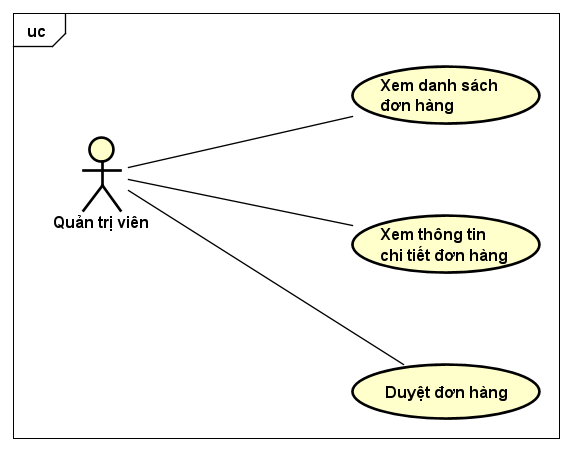 uc
Xem danh sách
đơn hàng
Quản trị viên
Xem thông tin
chi tiết đơn hàng
Duyệt đơn hàng